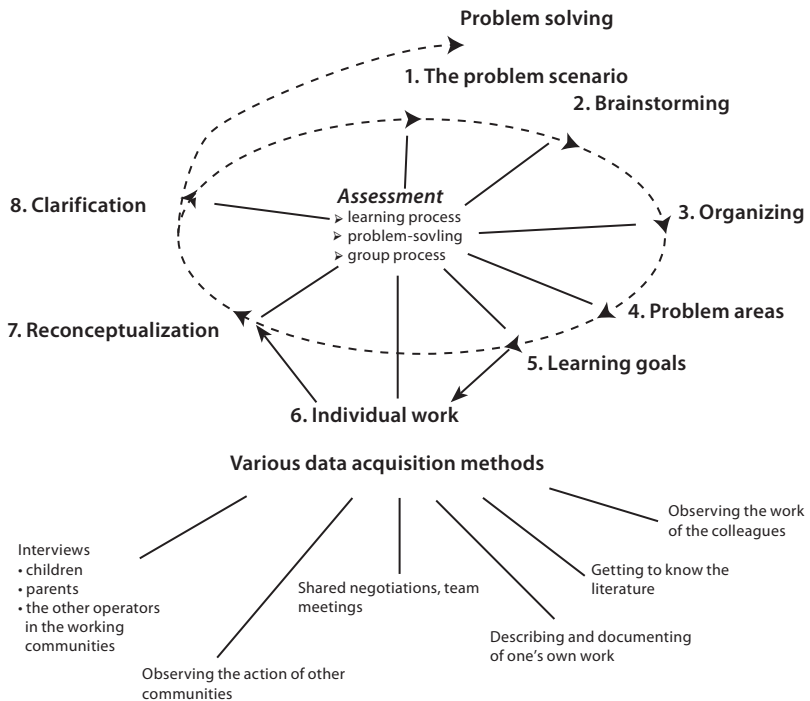 Problem solving
1. The problem scenario
2. Brainstorming
Assessment
➢ learning process
➢ problem-sovling
➢ group process
8. Clarification
3. Organizing
4. Problem areas
7. Reconceptualization
5. Learning goals
6. Individual work
Various data acquisition methods
Interviews
• children
• parents
• the other operators
in the working
communities
Observing the action of other
communities
Shared negotiations, team
meetings
Describing and documenting
of one's own work
Getting to know the
literature
Observing the work
of the colleagues